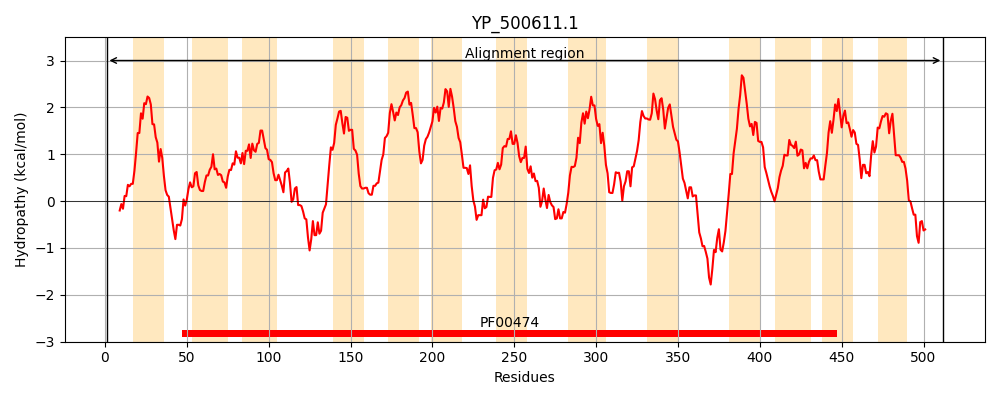 YP_500611.1
Alignment region
Hydropathy (kcal/mol)
3
2
1
0
−1
−2
−3
PF00474
0 50 100 150 200 250 300 350 400 450 500
Residues